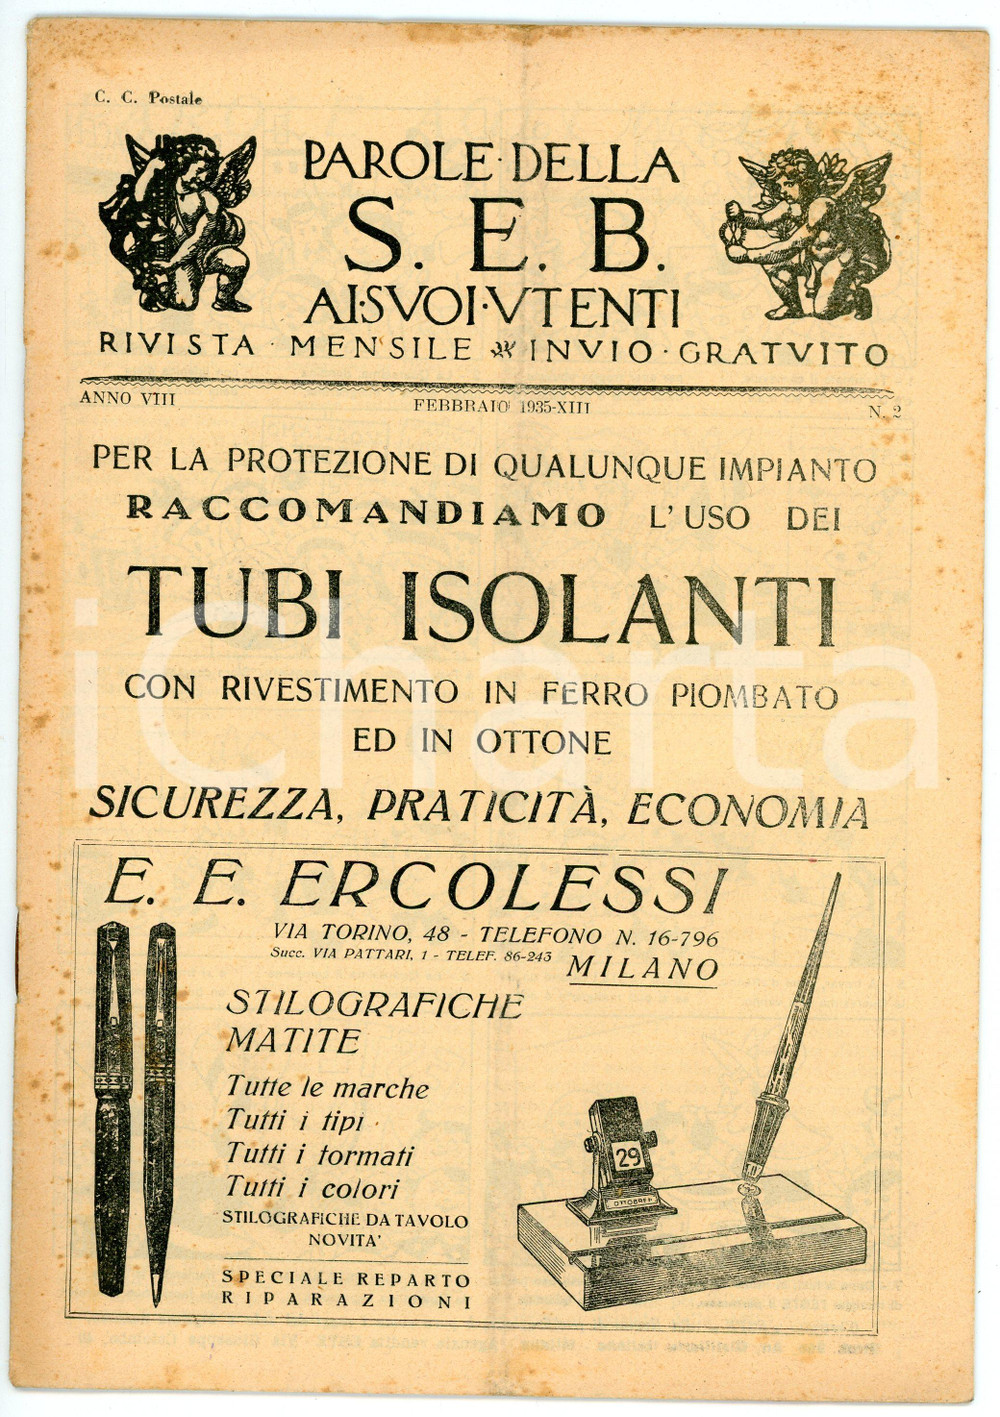 C. C. Postale
PAROLE·DELLA
S. E. B.
AI·SVOI·VTENTI
RIVISTA · MENSILE INVIO · GRATVITO
ANNO VIII
FEBBRAIO 1935-XIII
N. 2
PER LA PROTEZIONE DI QUALUNQUE IMPIANTO
RACCOMANDIAMO L'USO DEI
TUBI ISOLANTI
CON RIVESTIMENTO IN FERRO PIOMBATO
ED IN OTTONE
SICUREZZA, PRATICITÀ, ECONOMIA
iCharta
E. E. ERCOLESSI
VIA TORINO, 48 - TELEFONO N. 16-796
Succ. VIA PATTARI, 1 - TELEF. 86-243
MILANO
STILOGRAFICHE
MATITE
Tutte le marche
Tutti i tipi
Tutti i formati
Tutti i colori
STILOGRAFICHE DA TAVOLO
NOVITA'
SPECIALE REPARTO
RIPARAZIONI
29
OTTOBRE